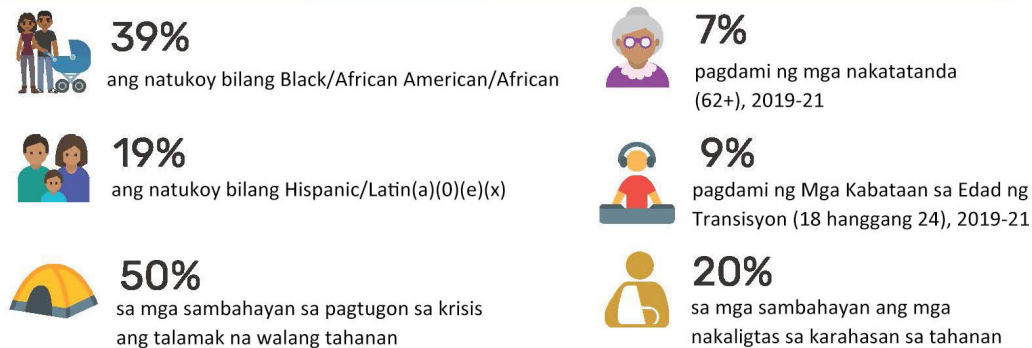 39%
ang natukoy bilang Black/African American/African
7%
pagdami ng mga nakatatanda
(62+), 2019-21
19%
ang natukoy bilang Hispanic/Latin(a)(0)(e)(x)
9%
pagdami ng Mga Kabataan sa Edad ng
Transisyon (18 hanggang 24), 2019-21
50%
sa mga sambahayan sa pagtugon sa krisis
ang talamak na walang tahanan
20%
sa mga sambahayan ang mga
nakaligtas sa karahasan sa tahanan